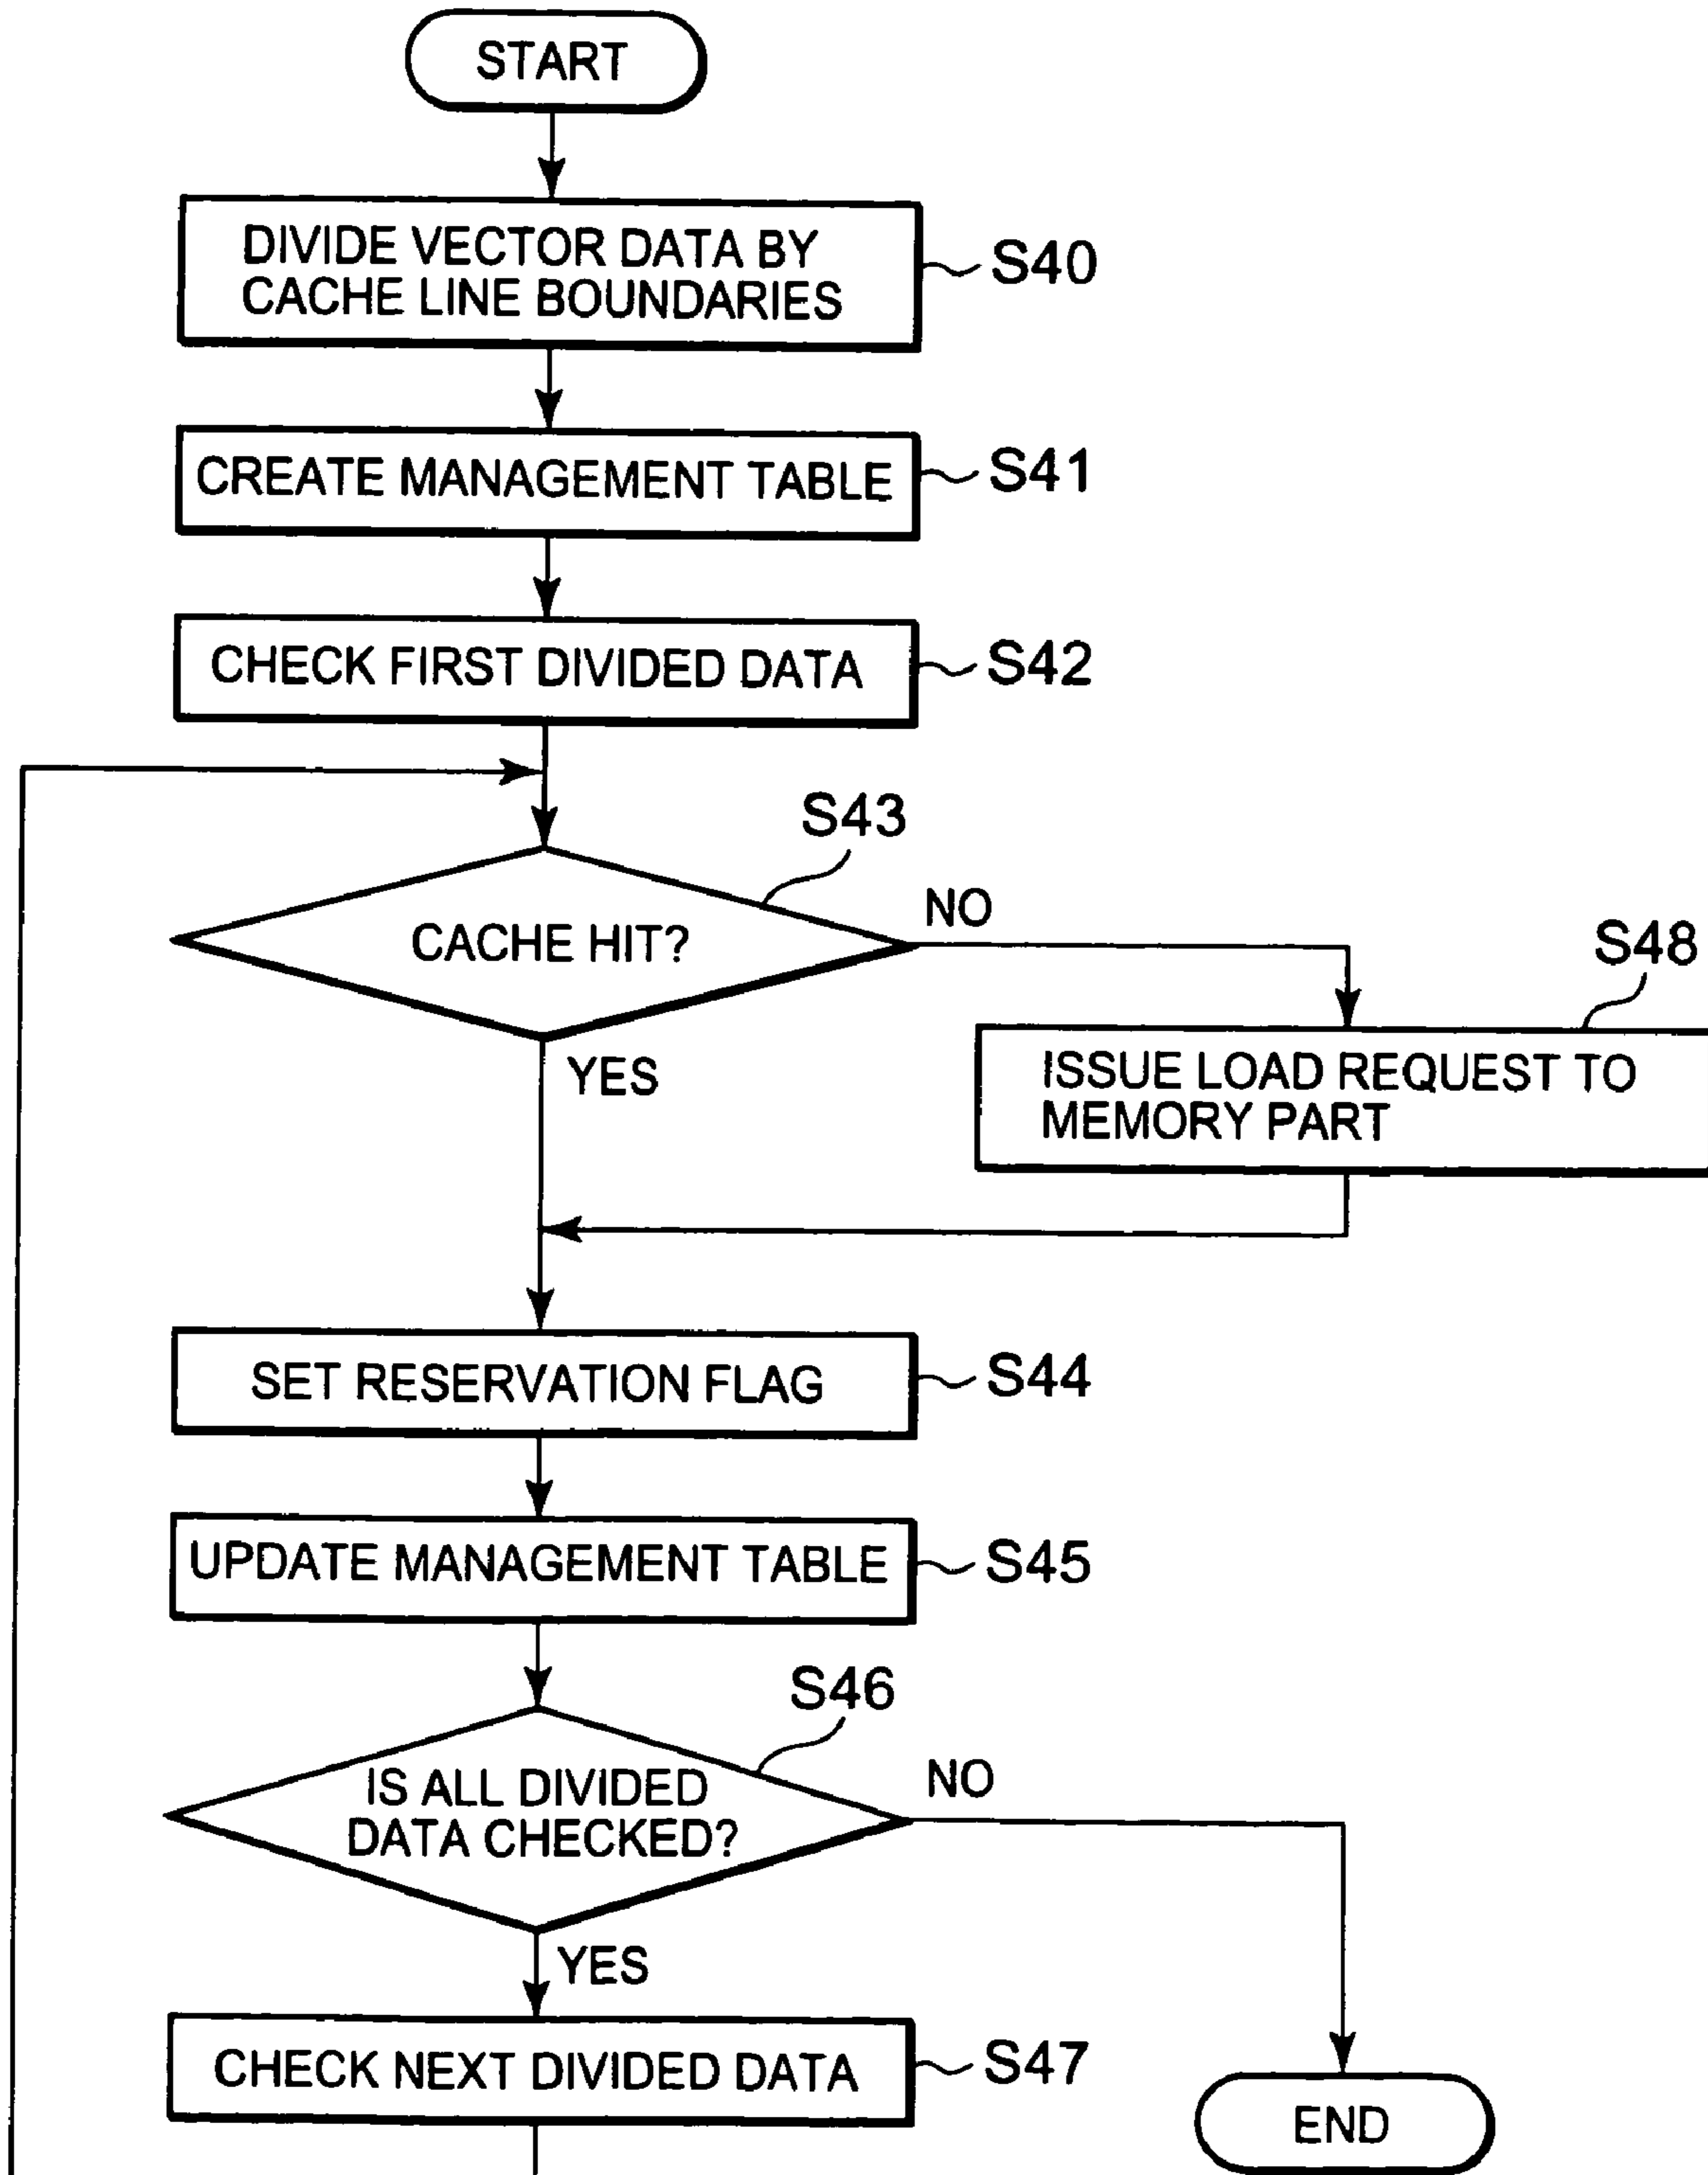 START
DIVIDE VECTOR DATA BY
CACHE LINE BOUNDARIES
S40
CREATE MANAGEMENT TABLE
S41
CHECK FIRST DIVIDED DATA
S42
S43
CACHE HIT?
NO
YES
S48
ISSUE LOAD REQUEST TO
MEMORY PART
SET RESERVATION FLAG
S44
UPDATE MANAGEMENT TABLE
S45
S46
IS ALL DIVIDED
DATA CHECKED?
NO
YES
CHECK NEXT DIVIDED DATA
S47
END